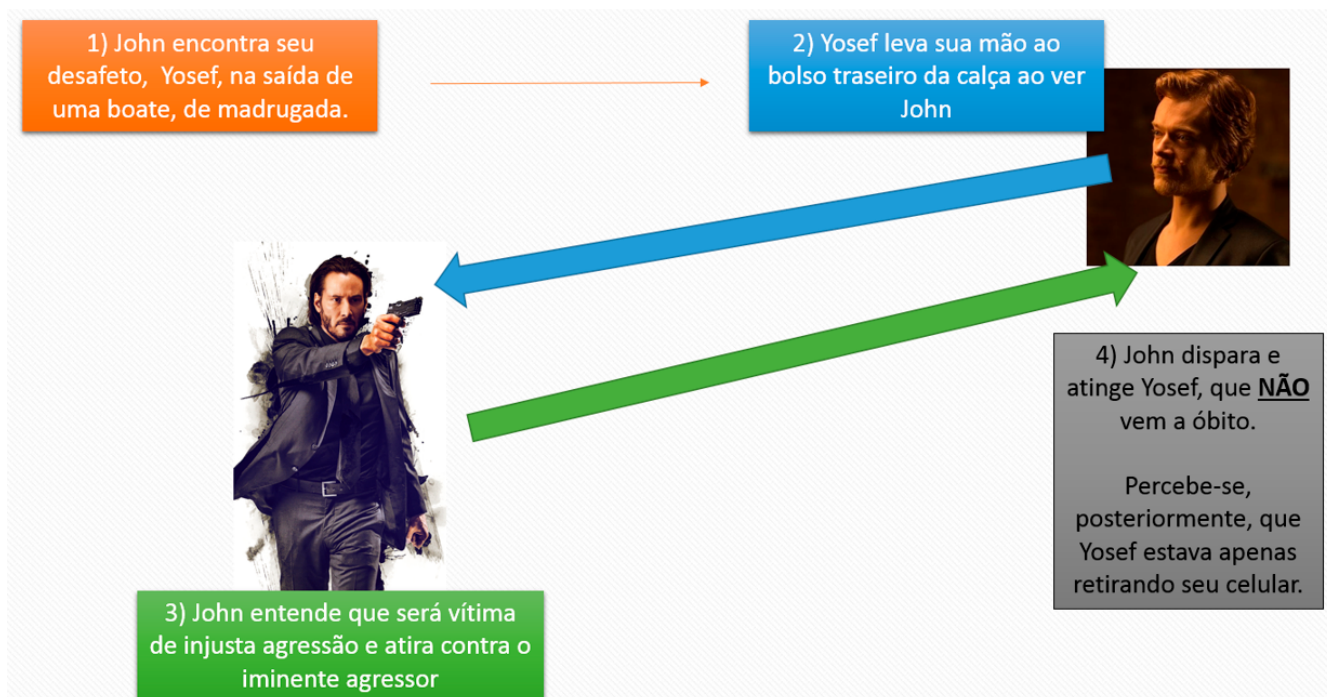 1) John encontra seu
desafeto, Yosef, na saída de
uma boate, de madrugada.
2) Yosef leva sua mão ao
bolso traseiro da calça ao ver
John
3) John entende que será vítima
de injusta agressão e atira contra o
iminente agressor
4) John dispara e
atinge Yosef, que NÃO
vem a óbito.
Percebe-se,
posteriormente, que
Yosef estava apenas
retirando seu celular.